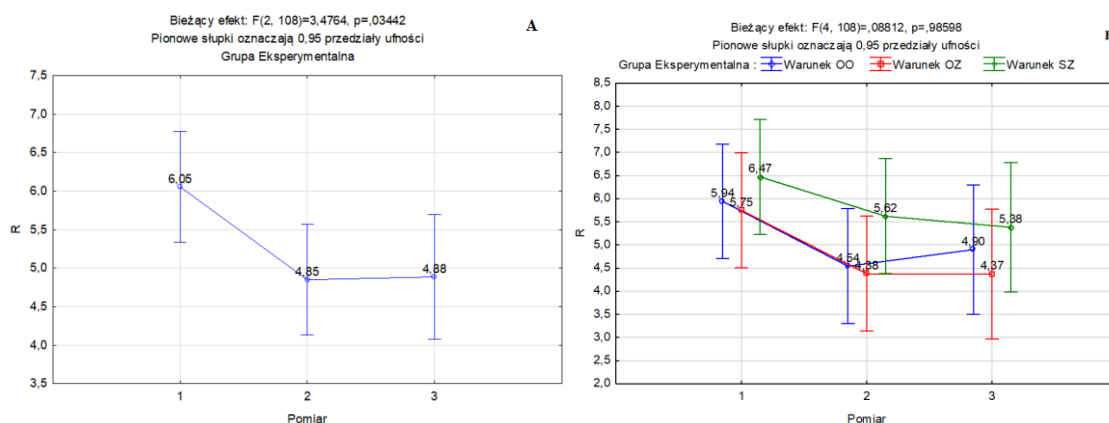 Bieżący efekt: F(2, 108)=3,4764, p=,03442
Pionowe słupki oznaczają 0,95 przedziały ufności
Grupa Eksperymentalna
A
7,5
7,0
6,5
6,0
5,5
5,0
4,5
4,0
3,5
R
6,05
4,85
4,88
1 2 3
Pomiar
Bieżący efekt: F(4, 108)=,08812, p=,98598
Pionowe słupki oznaczają 0,95 przedziały ufności
Grupa Eksperymentalna : Warunek OO Warunek OZ Warunek SZ
8,5
8,0
7,5
7,0
6,5
6,0
5,5
5,0
4,5
4,0
3,5
3,0
2,5
2,0
R
6,47
5,94
5,75
5,62
4,54
4,38
5,38
4,90
4,37
1 2 3
Pomiar